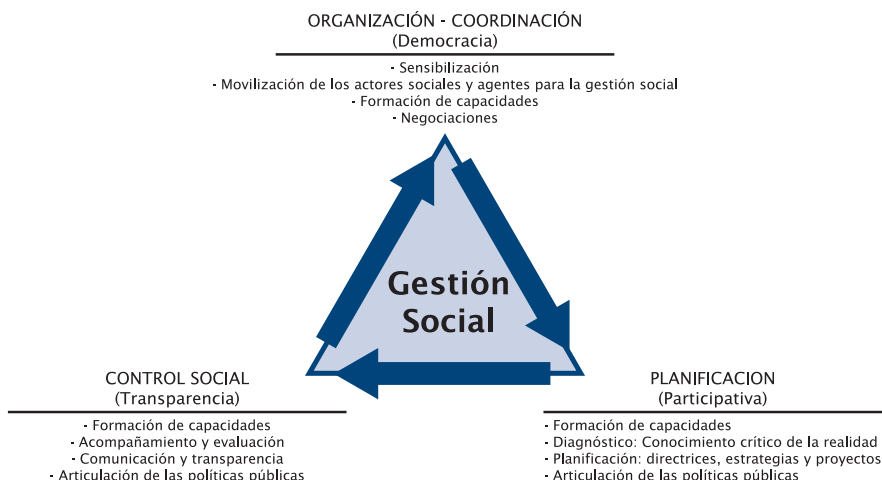 ORGANIZACIÓN - COORDINACIÓN
(Democracia)
- Sensibilización
- Movilización de los actores sociales y agentes para la gestión social
- Formación de capacidades
- Negociaciones
Gestión
Social
CONTROL SOCIAL
(Transparencia)
- Formación de capacidades
- Acompañamiento y evaluación
- Comunicación y transparencia
- Articulación de las políticas públicas
PLANIFICACION
(Participativa)
- Formación de capacidades
- Diagnóstico: Conocimiento crítico de la realidad
- Planificación: directrices, estrategias y proyectos
- Articulación de las políticas públicas